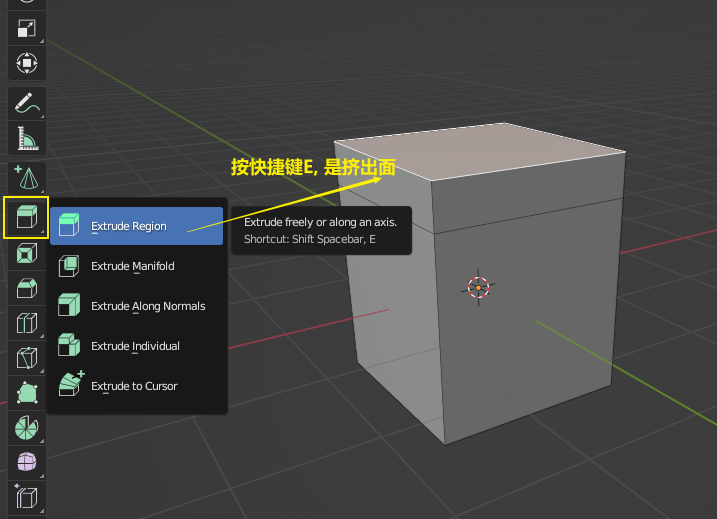 按快捷键E, 是挤出面
Extrude Region
Extrude freely or along an axis.
Shortcut: Shift Spacebar, E
Extrude Manifold
Extrude Along Normals
Extrude Individual
Extrude to Cursor